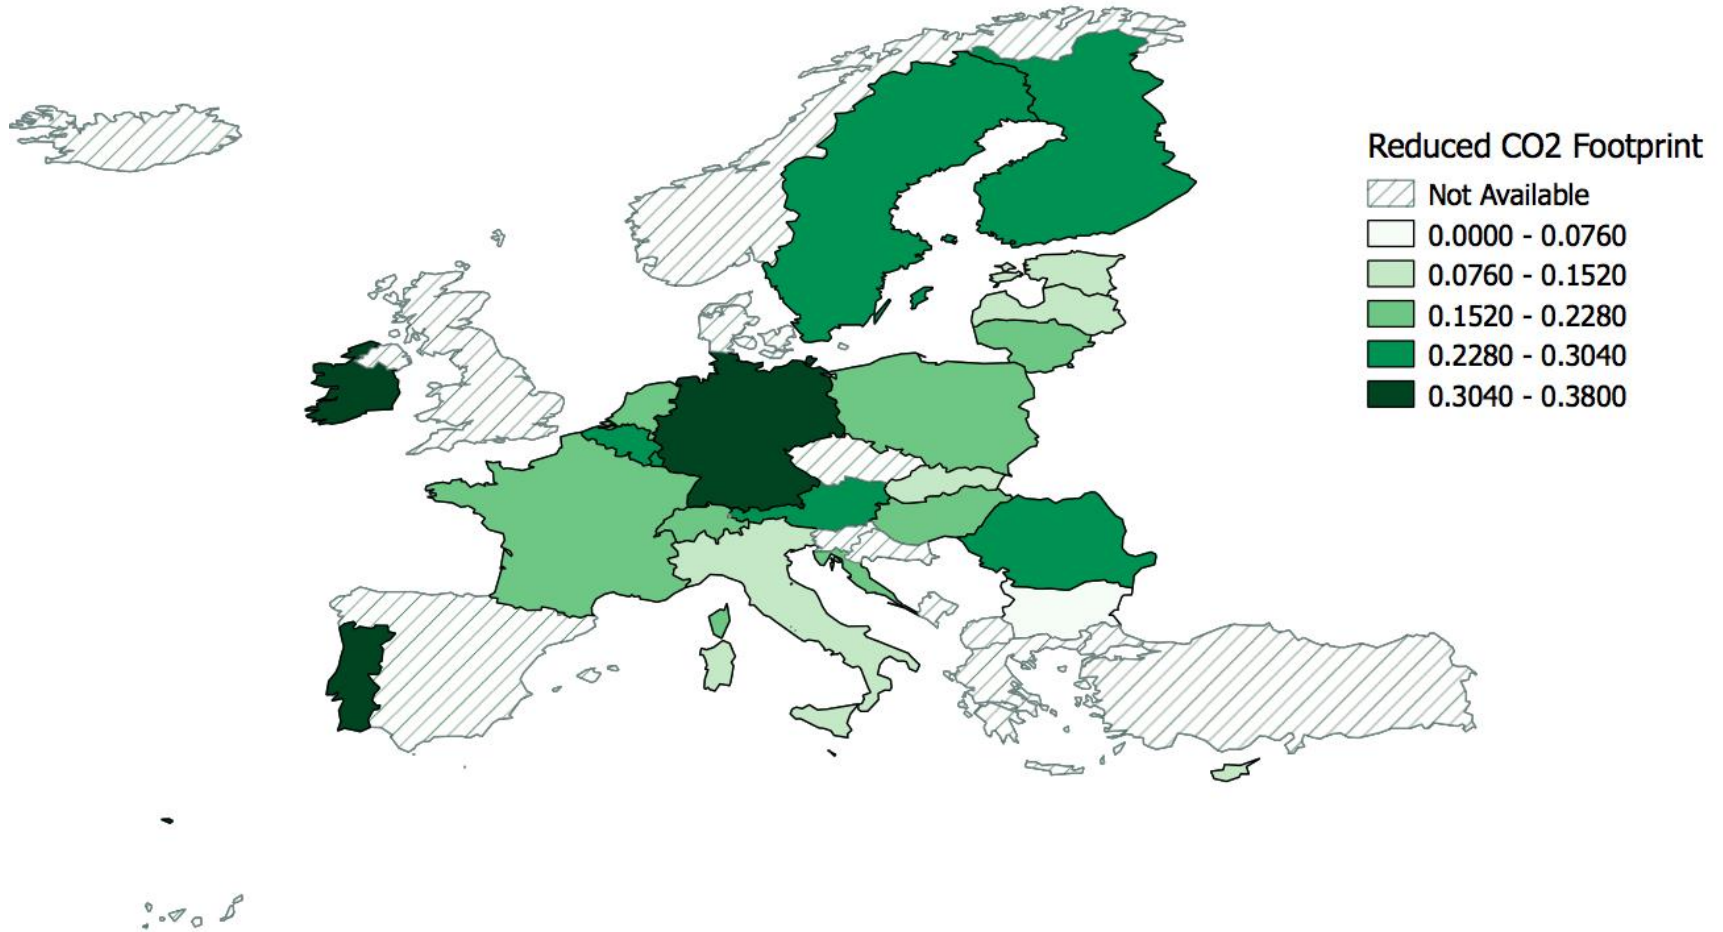 Reduced CO2 Footprint
Not Available
0.0000 - 0.0760
0.0760 - 0.1520
0.1520 - 0.2280
0.2280 - 0.3040
0.3040 - 0.3800